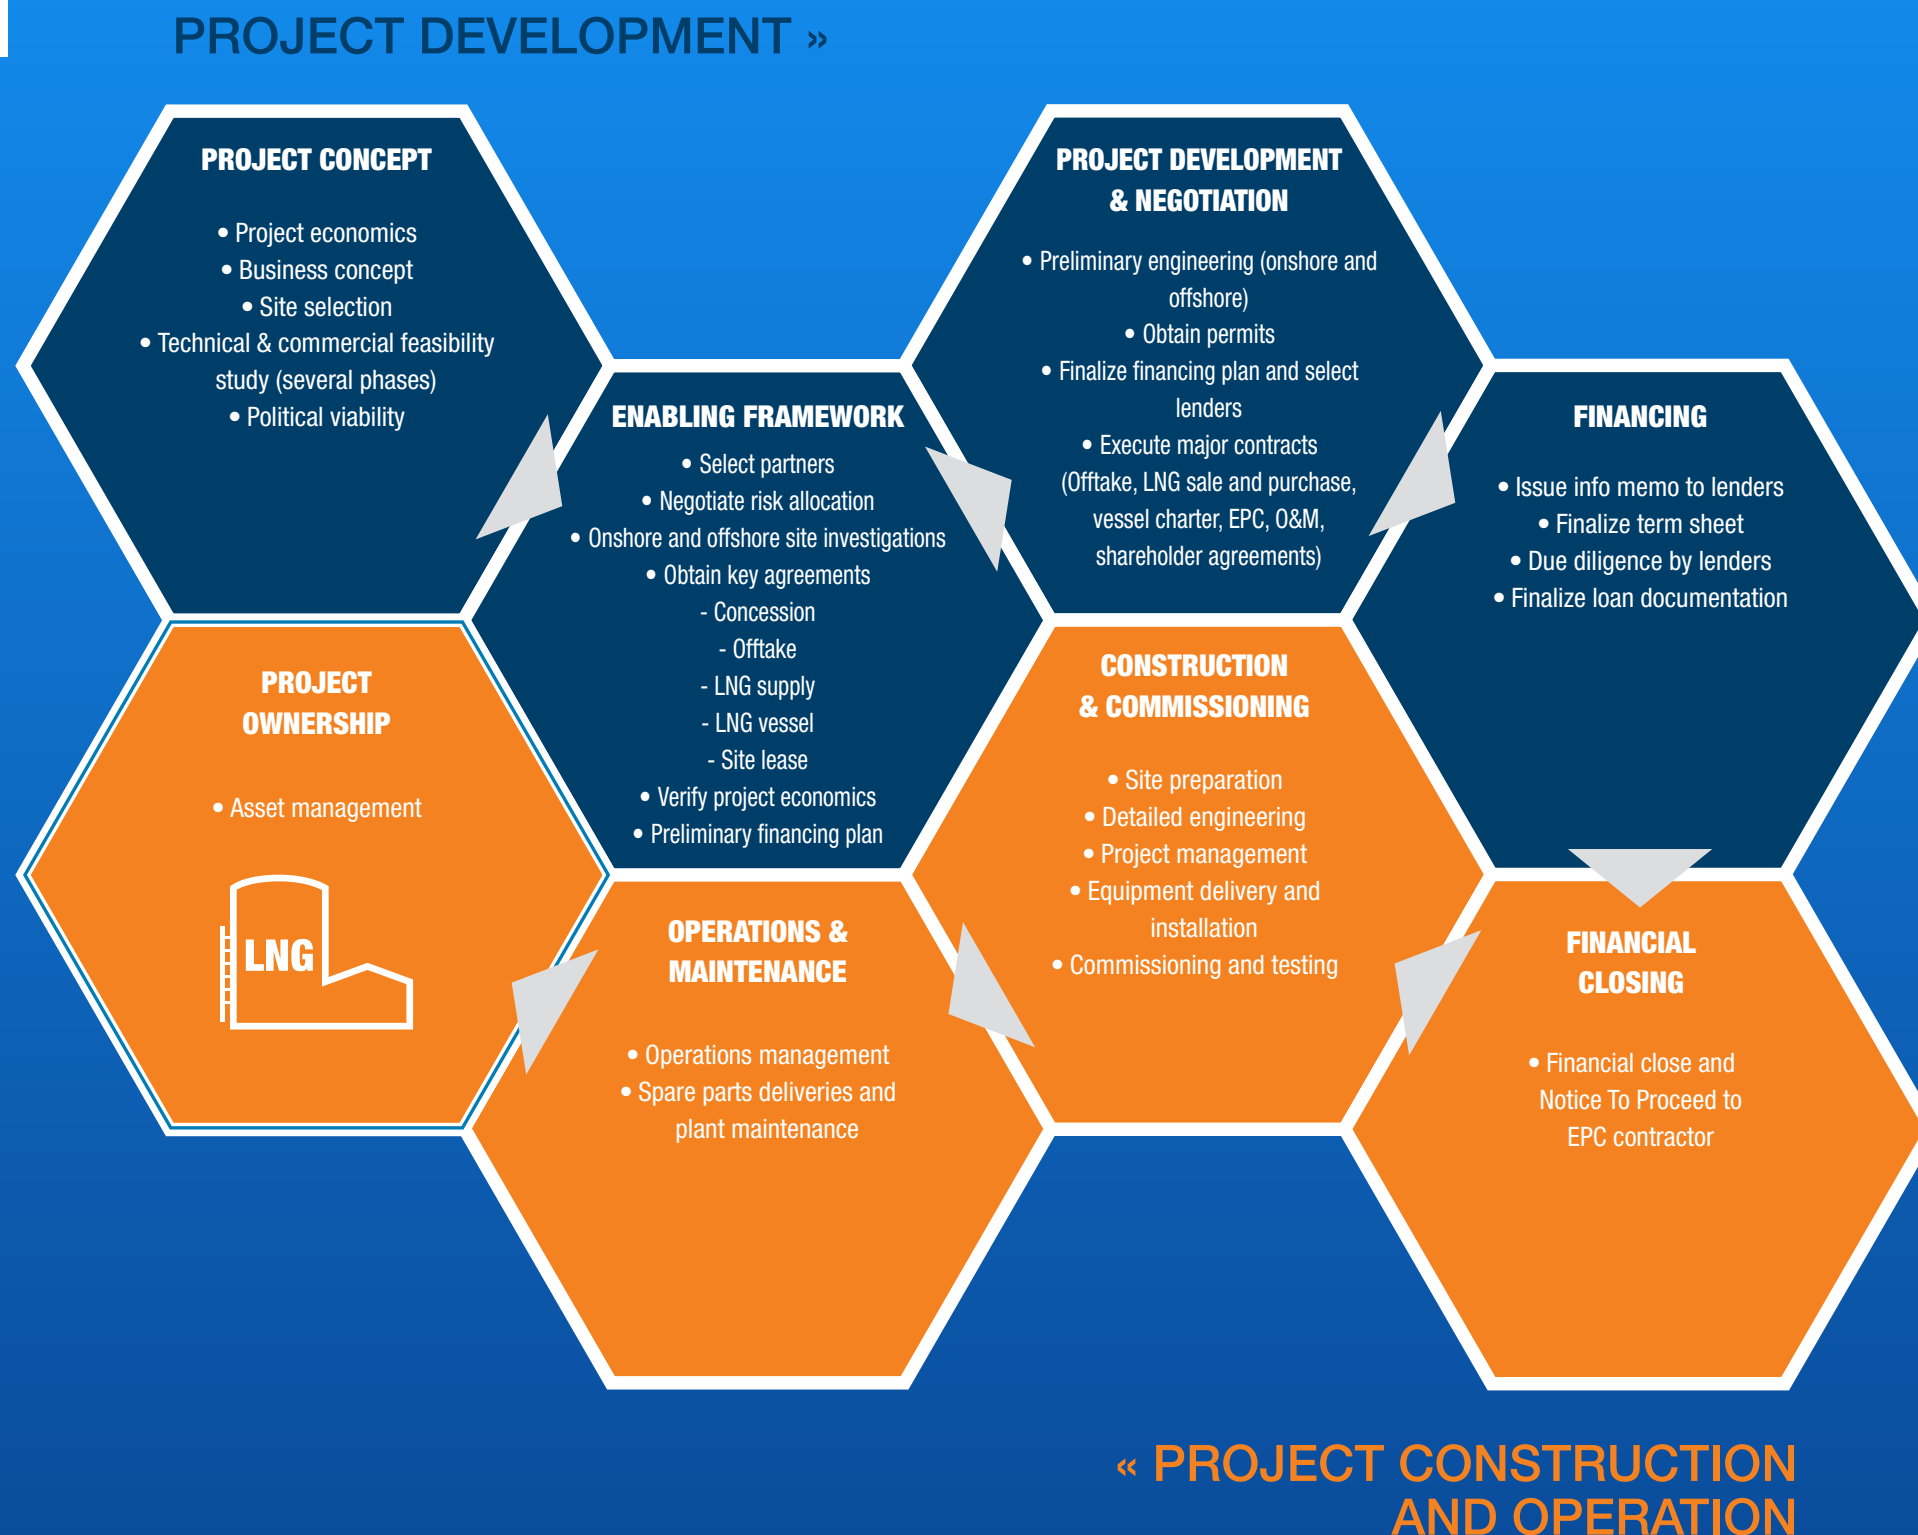 PROJECT DEVELOPMENT »
PROJECT CONCEPT
• Project economics
• Business concept
• Site selection
• Technical & commercial feasibility
study (several phases)
• Political viability
ENABLING FRAMEWORK
• Select partners
• Negotiate risk allocation
• Onshore and offshore site investigations
• Obtain key agreements
- Concession
- Offtake
- LNG supply
- LNG vessel
- Site lease
• Verify project economics
• Preliminary financing plan
PROJECT DEVELOPMENT
& NEGOTIATION
• Preliminary engineering (onshore and
offshore)
• Obtain permits
• Finalize financing plan and select
lenders
• Execute major contracts
(Offtake, LNG sale and purchase,
vessel charter, EPC, O&M,
shareholder agreements)
FINANCING
• Issue info memo to lenders
• Finalize term sheet
• Due diligence by lenders
• Finalize loan documentation
FINANCIAL
CLOSING
• Financial close and
Notice To Proceed to
EPC contractor
CONSTRUCTION
& COMMISSIONING
• Site preparation
• Detailed engineering
• Project management
• Equipment delivery and
installation
• Commissioning and testing
OPERATIONS &
MAINTENANCE
• Operations management
• Spare parts deliveries and
plant maintenance
PROJECT
OWNERSHIP
• Asset management
LNG
« PROJECT CONSTRUCTION
AND OPERATION